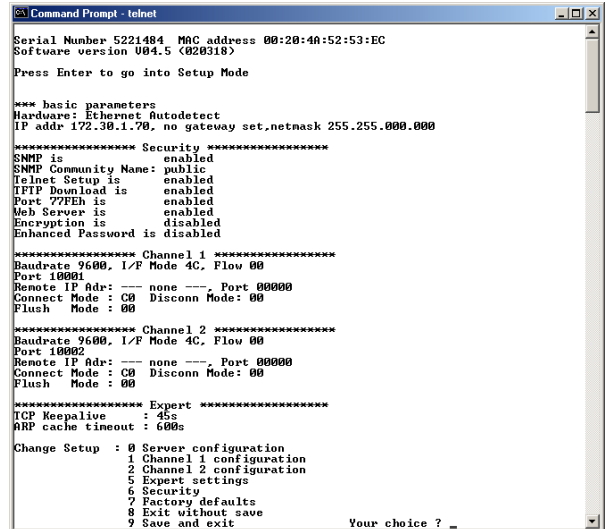 Command Prompt - telnet
Serial Number 5221484 MAC address 00:20:4A:52:53:EC
Software version V04.5 (020318)
Press Enter to go into Setup Mode
*** basic parameters
Hardware: Ethernet Autodetect
IP addr 172.30.1.70, no gateway set,netmask 255.255.000.000
***************** Security *****************
SNMP is enabled
SNMP Community Name: public
Telnet Setup is enabled
TFTP Download is enabled
Port 77FEh is enabled
Web Server is enabled
Encryption is disabled
Enhanced Password is disabled
***************** Channel 1 *****************
Baudrate 9600, I/F Mode 4C, Flow 00
Port 10001
Remote IP Adr: --- none ---, Port 00000
Connect Mode : C0 Disconn Mode: 00
Flush Mode : 00
***************** Channel 2 *****************
Baudrate 9600, I/F Mode 4C, Flow 00
Port 10002
Remote IP Adr: --- none ---, Port 00000
Connect Mode : C0 Disconn Mode: 00
Flush Mode : 00
****************** Expert ******************
TCP Keepalive : 45s
ARP cache timeout : 600s
Change Setup : 0 Server configuration
1 Channel 1 configuration
2 Channel 2 configuration
5 Expert settings
6 Security
7 Factory defaults
8 Exit without save
9 Save and exit Your choice ? _